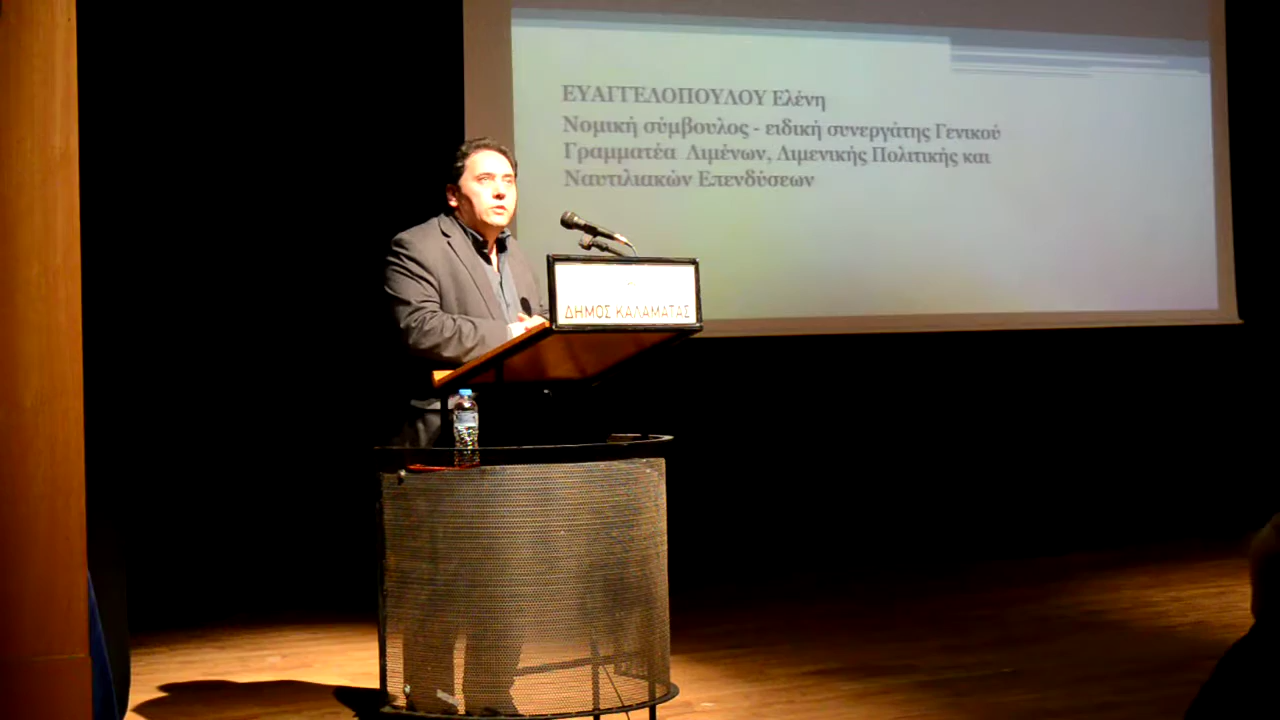 ΕΥΑΓΓΕΛΟΠΟΥΛΟΥ Ελένη
Νομική σύμβουλος - ειδική συνεργάτης Γενικού
Γραμματέα Λιμένων, Λιμενικής Πολιτικής και
Ναυτιλιακών Επενδύσεων
ΔΗΜΟΣ ΚΑΛΑΜΑΤΑΣ